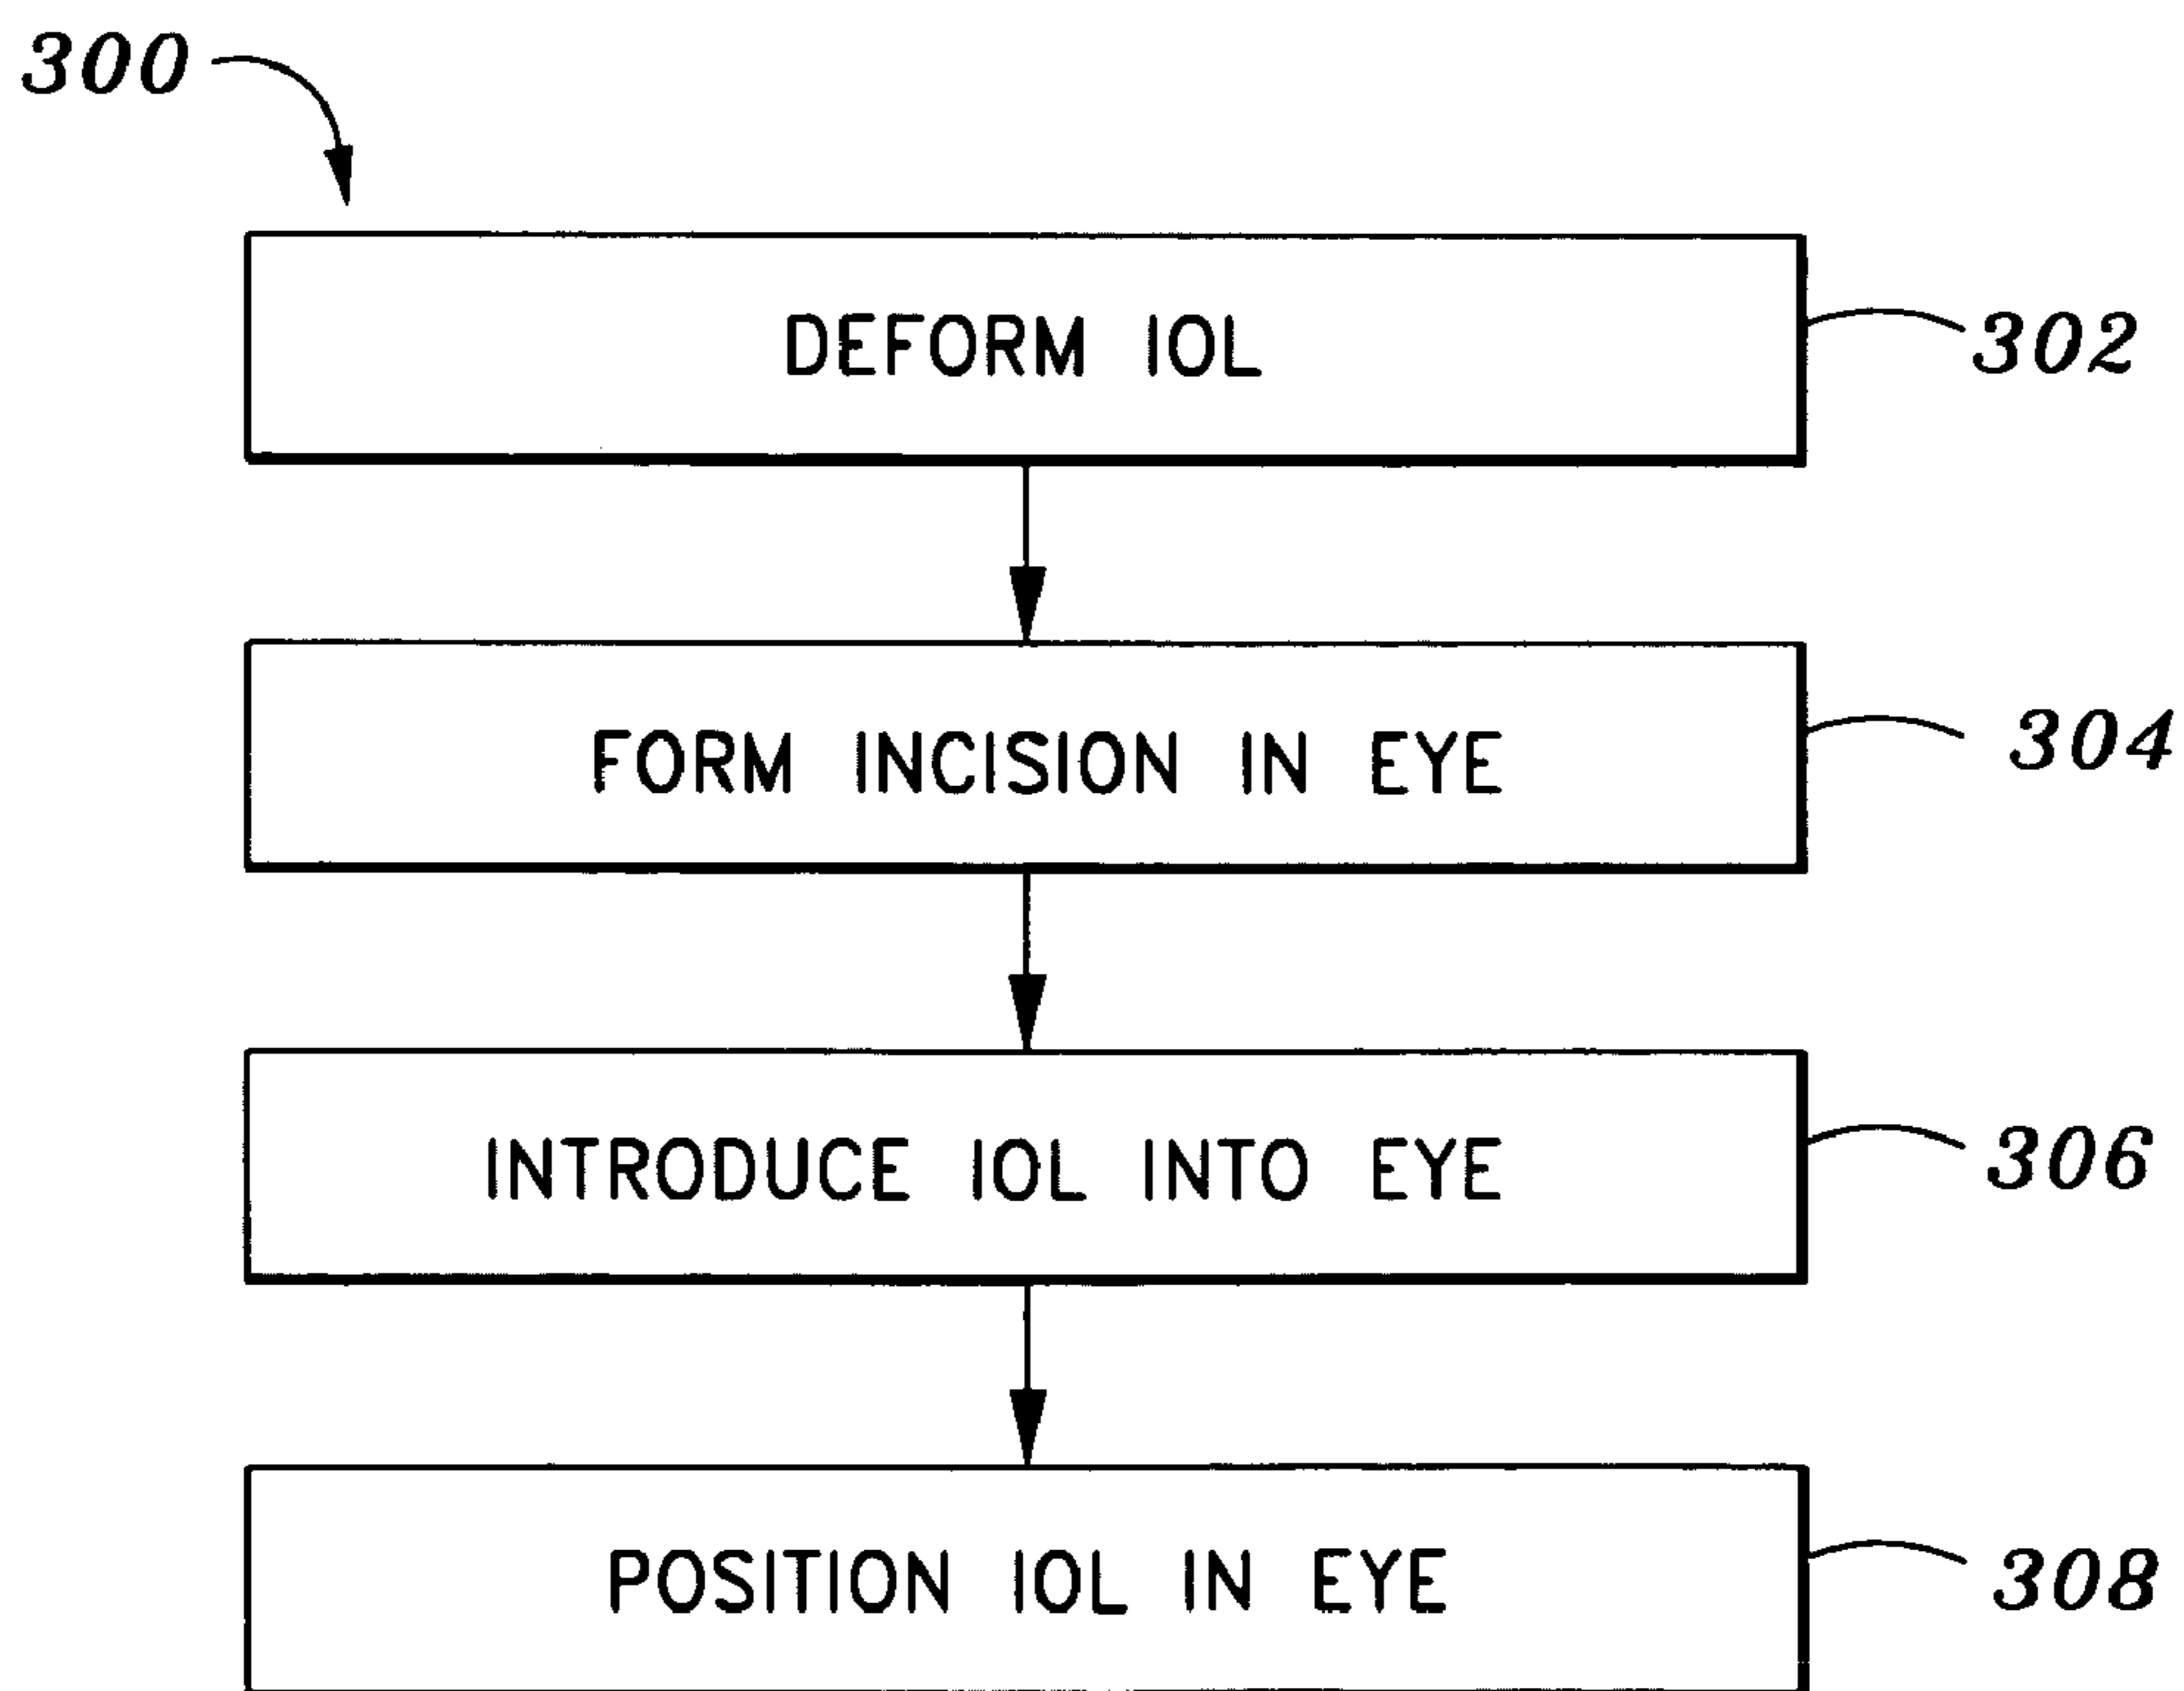 300
DEFORM IOL
302
FORM INCISION IN EYE
304
INTRODUCE IOL INTO EYE
306
POSITION IOL IN EYE
308